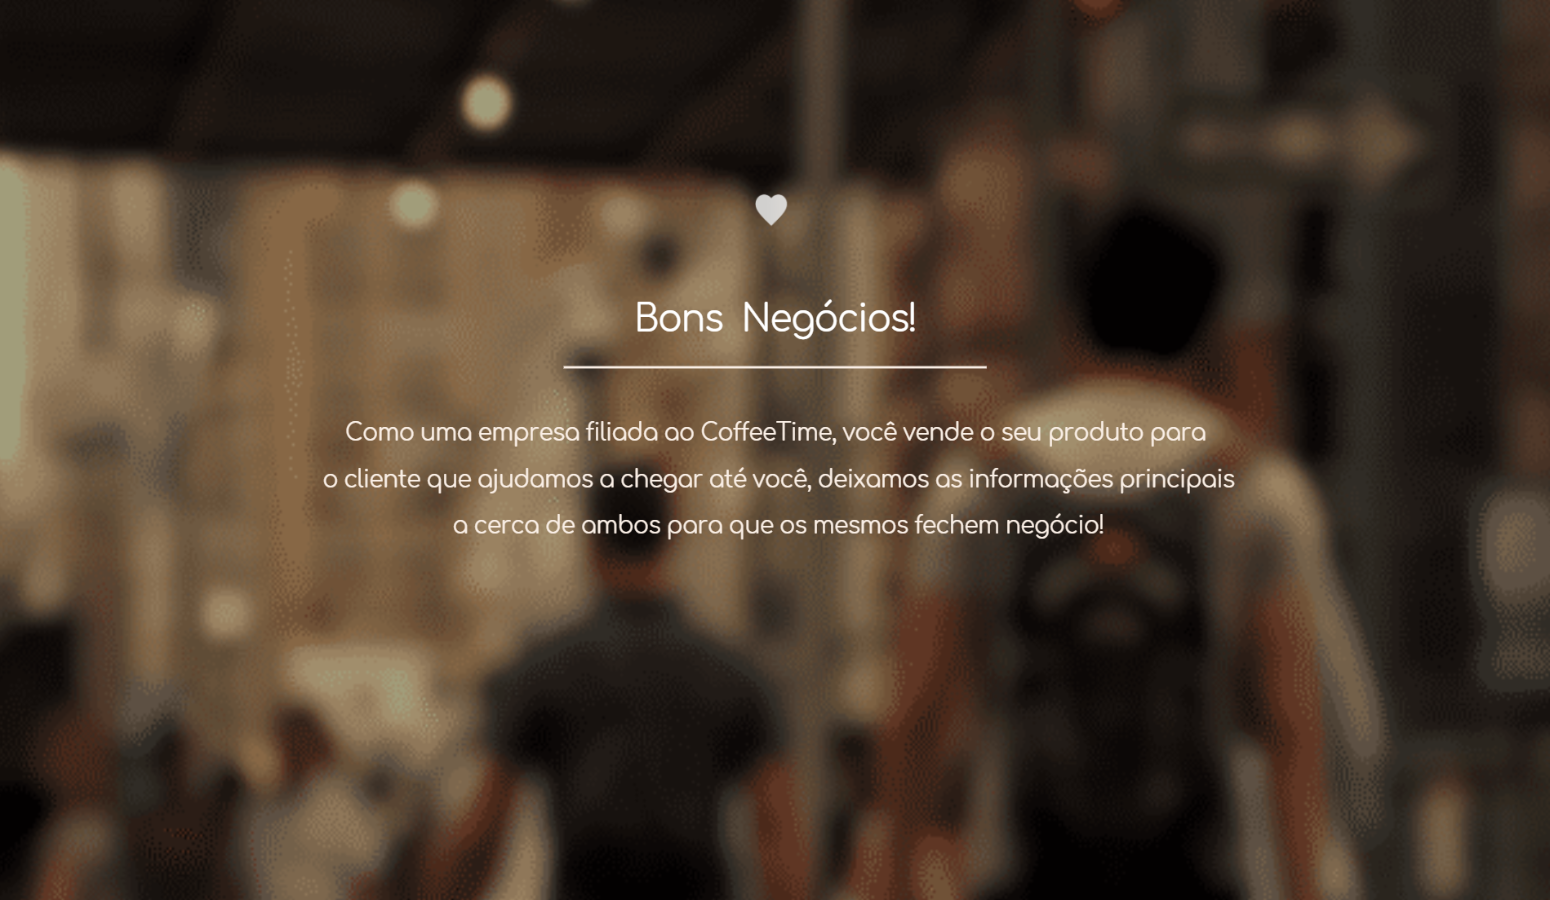 Bons Negócios!
Como uma empresa filiada ao CoffeeTime, você vende o seu produto para
o cliente que ajudamos a chegar até você, deixamos as informações principais
a cerca de ambos para que os mesmos fechem negócio!